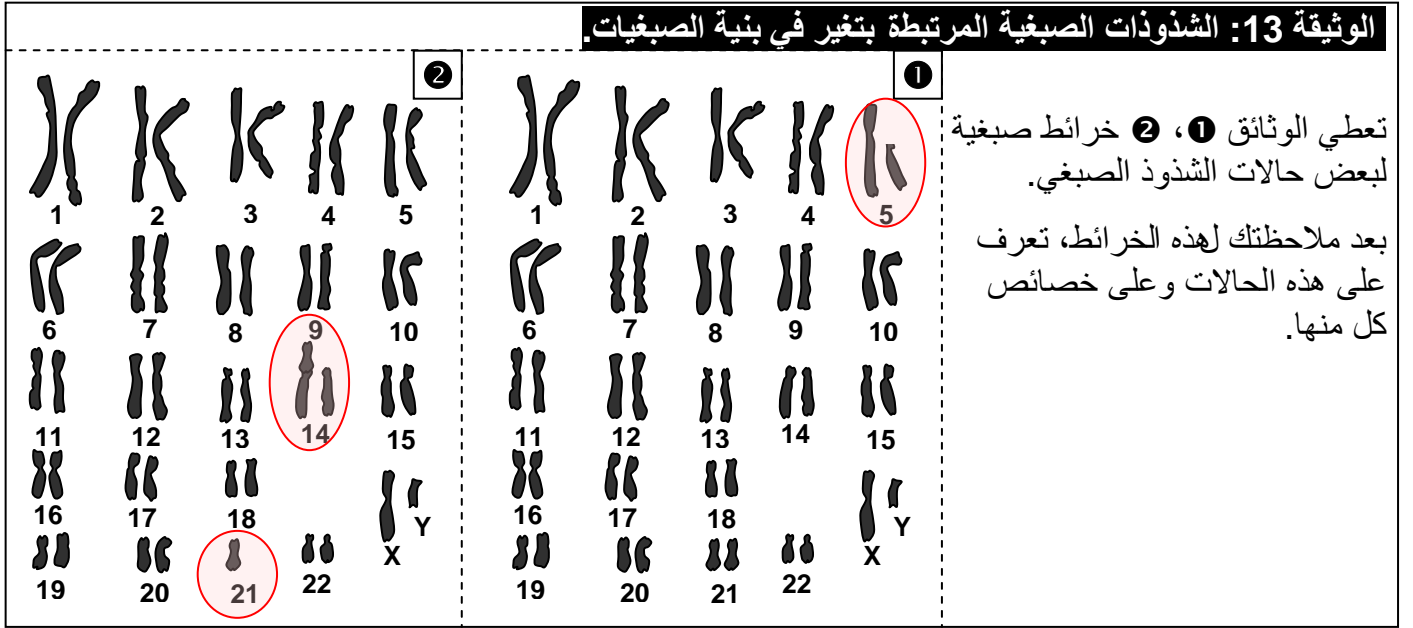 الوثيقة 13: الشذوذات الصبغية المرتبطة بتغير في بنية الصبغيات.
تعطي الوثائق ❶، ❷ خرائط صبغية
لبعض حالات الشذوذ الصبغي.
بعد ملاحظتك لهذه الخرائط، تعرف
على هذه الحالات وعلى خصائص
كل منها.
❶
1 2 3 4 5
6 7 8 9 10
11 12 13 14 15
16 17 18
X Y
19 20 21 22
❷
1 2 3 4 5
6 7 8 9 10
11 12 13 14 15
16 17 18
X Y
19 20 21 22